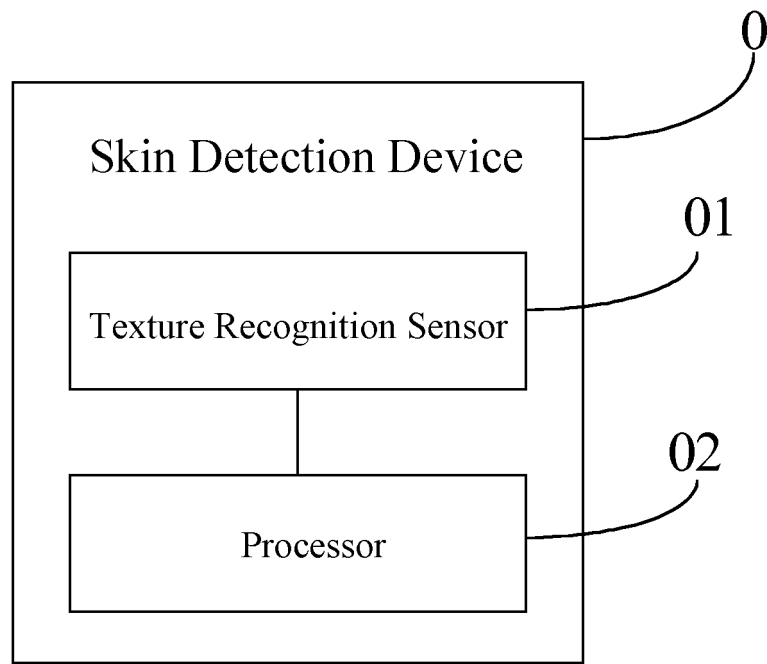 0
Skin Detection Device
01
Texture Recognition Sensor
02
Processor